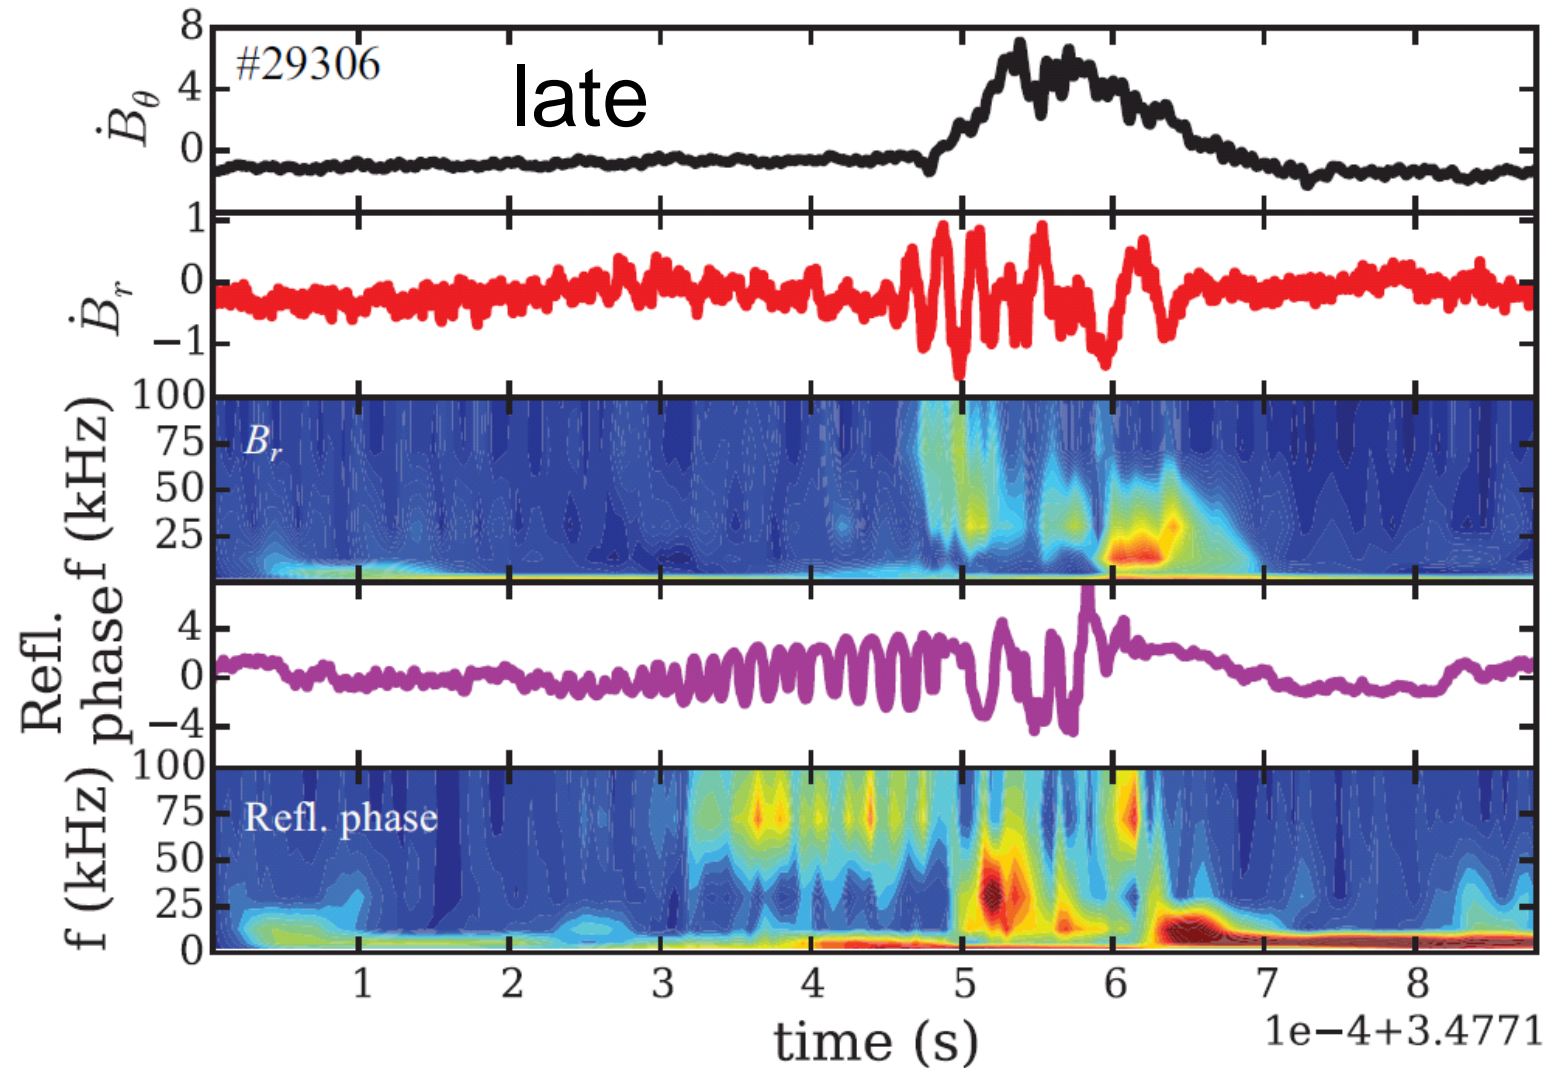 #29306
late
Ḃθ
8
4
0
Ḃr
1
0
−1
f (kHz)
100
75
50
25
Br
Refl.
phase
4
0
−4
f (kHz)
100
75
50
25
0
Refl. phase
1 2 3 4 5 6 7 8
time (s)
1e−4+3.4771